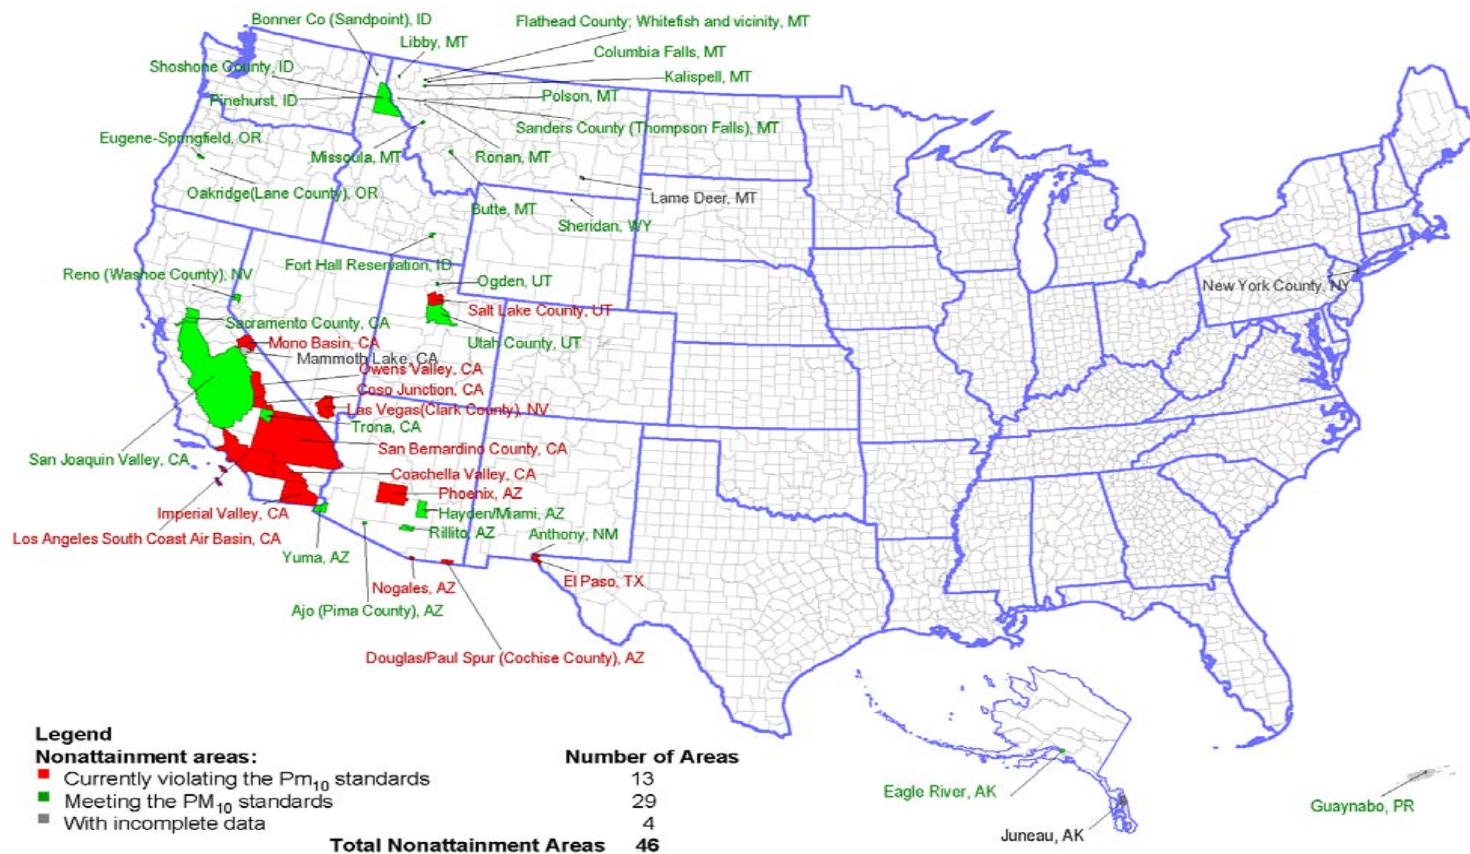 Bonner Co (Sandpoint), ID
Flathead County; Whitefish and vicinity, MT
Libby, MT
Columbia Falls, MT
Shoshone County, ID
Kalispell, MT
Pinehurst, ID
Polson, MT
Sanders County (Thompson Falls), MT
Eugene-Springfield, OR
Missoula, MT
Ronan, MT
Oakridge(Lane County), OR
Lame Deer, MT
Butte, MT
Sheridan, WY
Fort Hall Reservation, ID
Reno (Washoe County), NV
Ogden, UT
New York County, NY
Salt Lake County, UT
Sacramento County, CA
Mono Basin, CA
Utah County, UT
Mammoth Lake, CA
Owens Valley, CA
Coso Junction, CA
Las Vegas(Clark County), NV
Trona, CA
San Bernardino County, CA
San Joaquin Valley, CA
Coachella Valley, CA
Phoenix, AZ
Imperial Valley, CA
Hayden/Miami, AZ
Rillito, AZ
Anthony, NM
Los Angeles South Coast Air Basin, CA
Yuma, AZ
El Paso, TX
Nogales, AZ
Ajo (Pima County), AZ
Douglas/Paul Spur (Cochise County), AZ
Eagle River, AK
Guaynabo, PR
Juneau, AK
Legend
Nonattainment areas: Number of Areas
Currently violating the Pm10 standards 13
Meeting the PM10 standards 29
With incomplete data 4
Total Nonattainment Areas 46